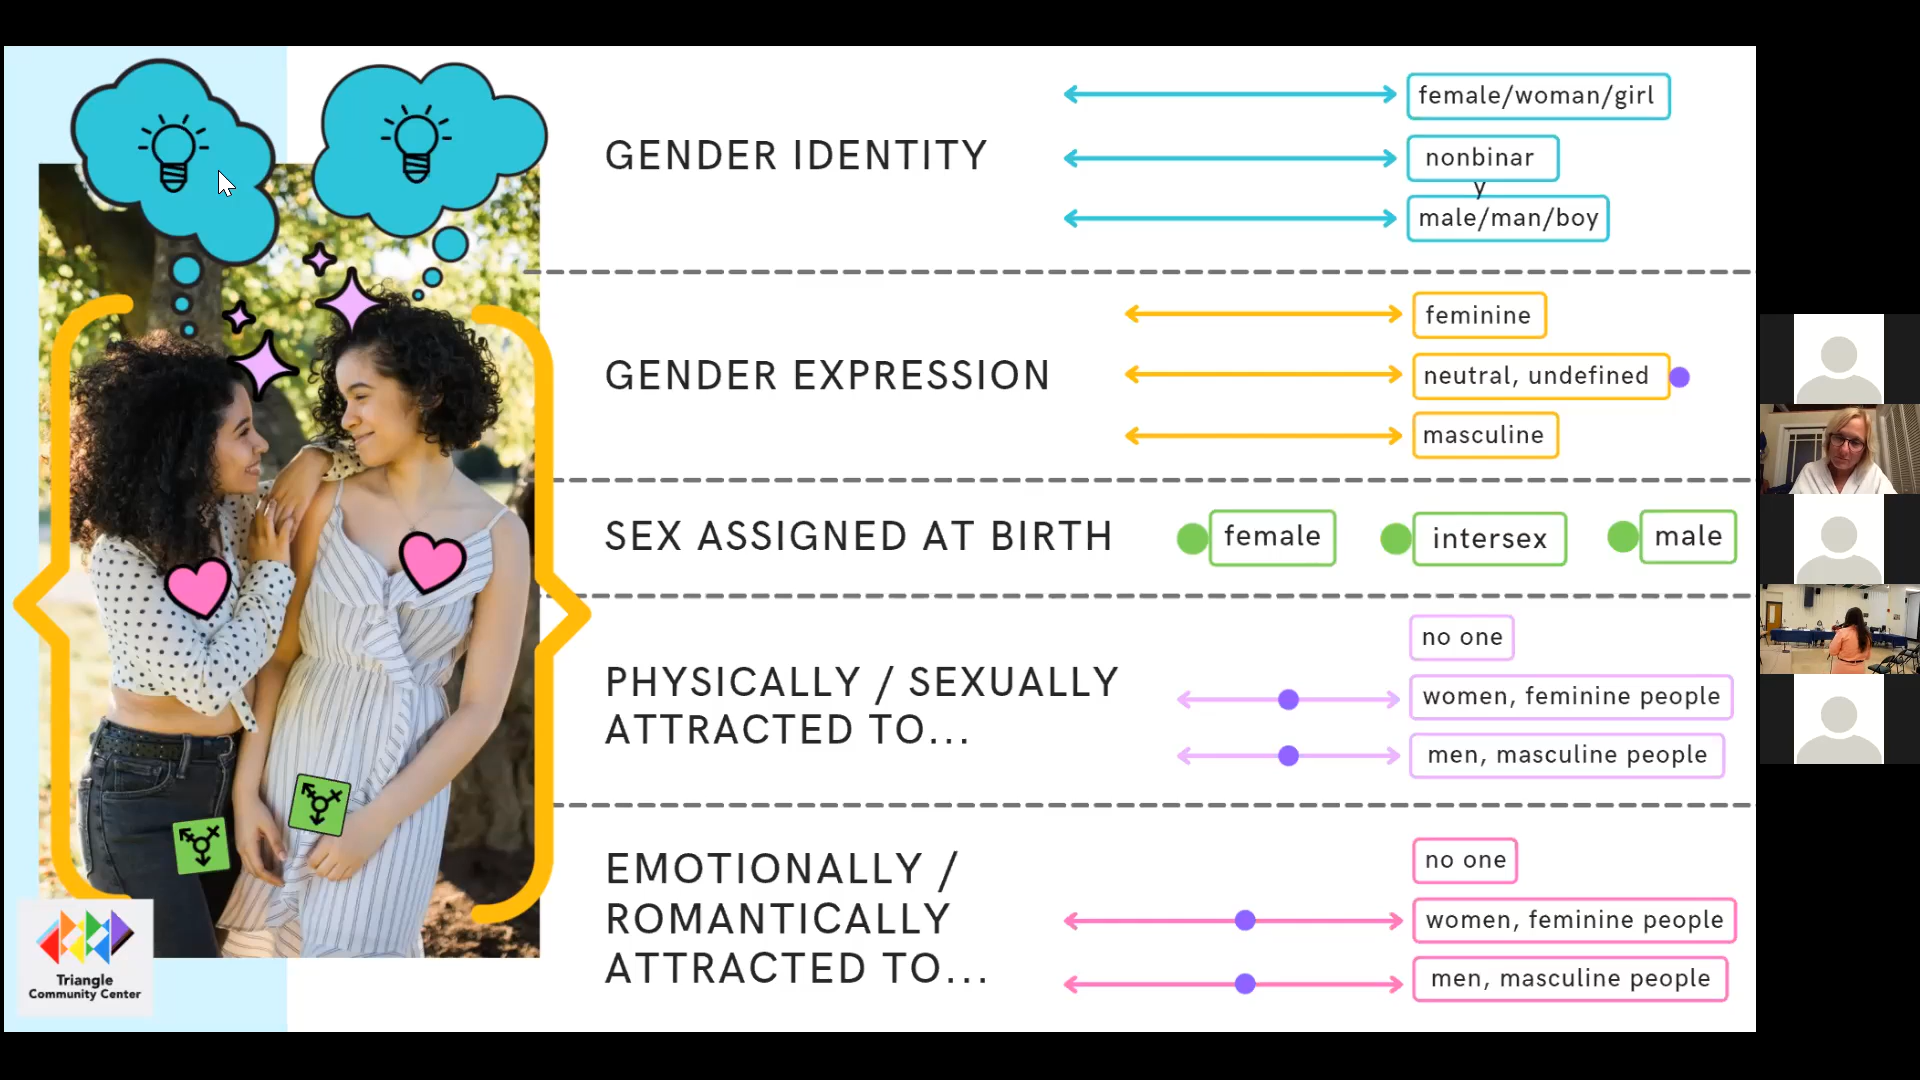 GENDER IDENTITY
female/woman/girl
nonbinar
y
male/man/boy
GENDER EXPRESSION
feminine
neutral, undefined
masculine
SEX ASSIGNED AT BIRTH
female
intersex
male
PHYSICALLY / SEXUALLY
ATTRACTED TO...
no one
women, feminine people
men, masculine people
EMOTIONALLY /
ROMANTICALLY
ATTRACTED TO...
no one
women, feminine people
men, masculine people
Triangle
Community Center